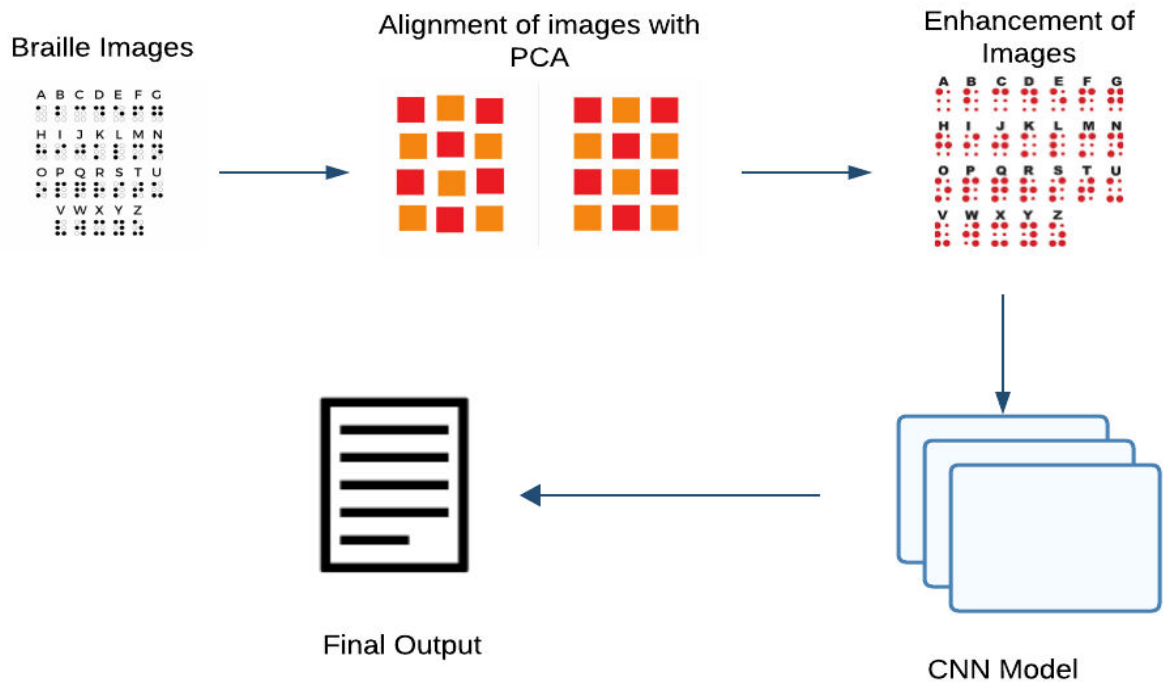 Braille Images
A B C D E F G
H I J K L M N
O P Q R S T U
V W X Y Z
Alignment of images with
PCA
Enhancement of
Images
A B C D E F G
H I J K L M N
O P Q R S T U
V W X Y Z
Final Output
CNN Model